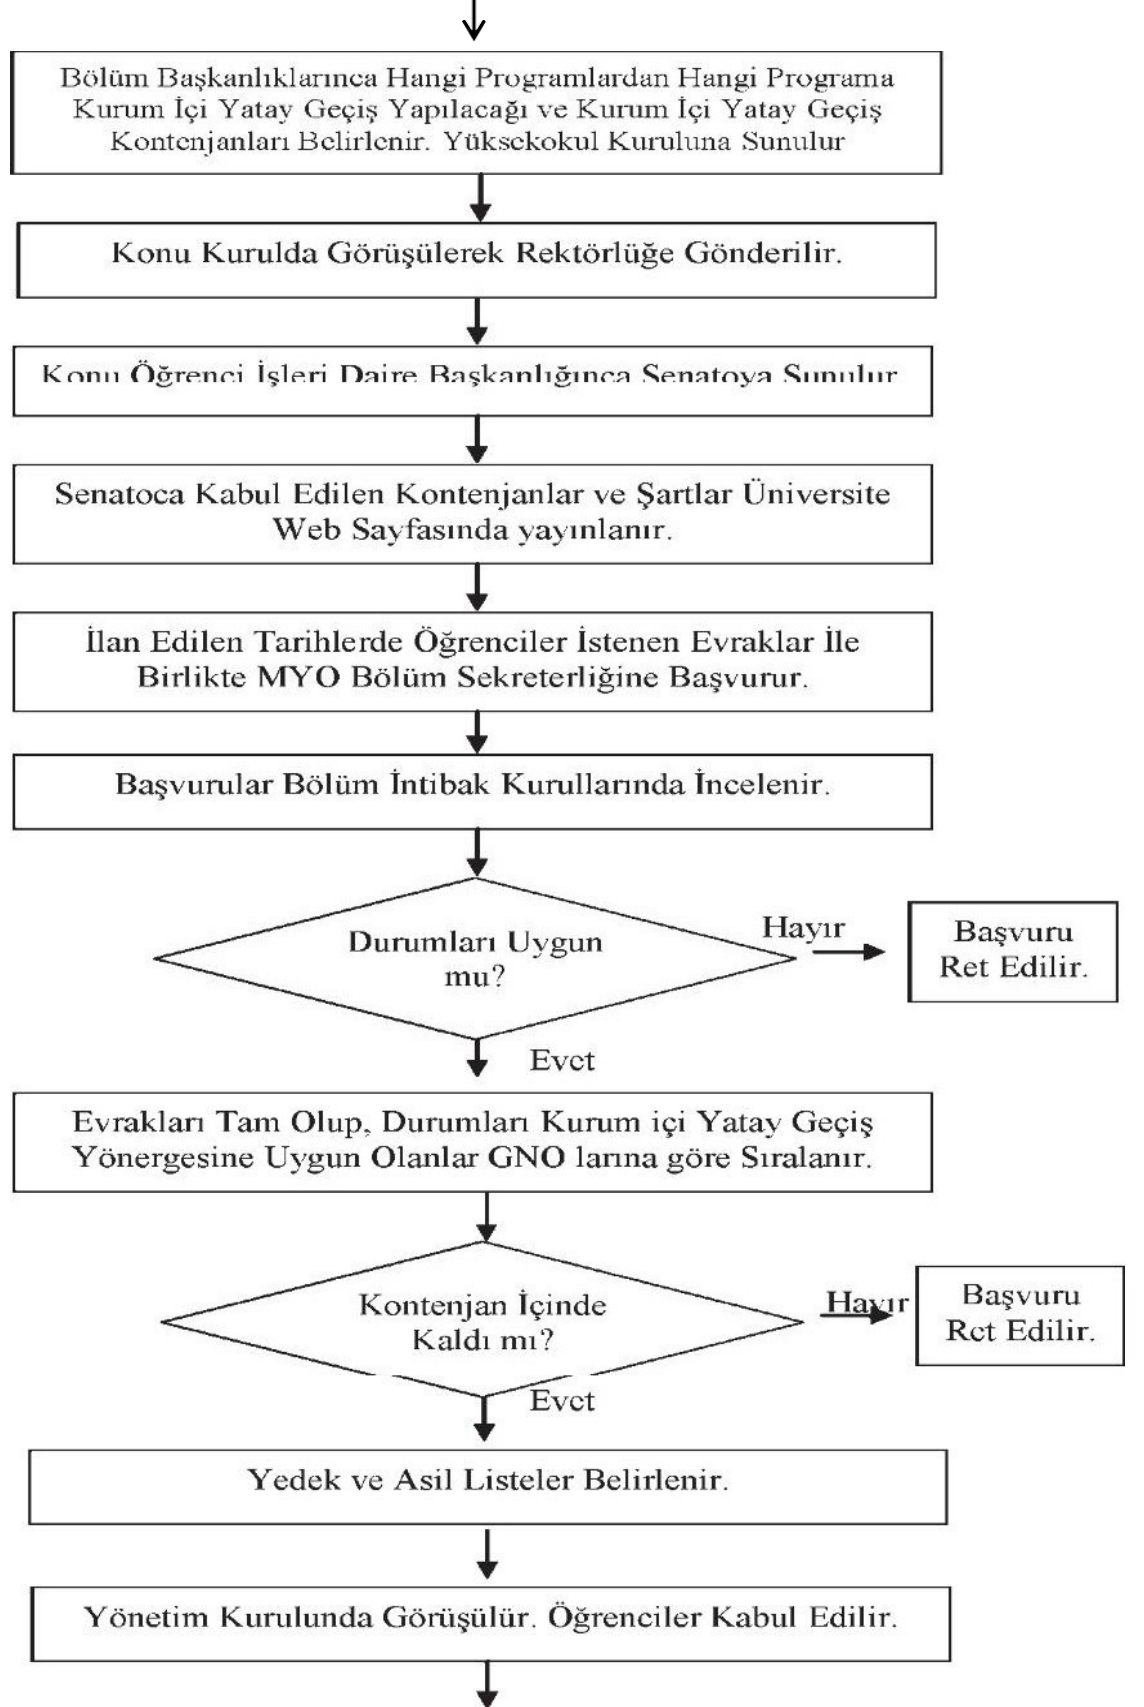 Bölüm Başkanlıklarınca Hangi Programlardan Hangi Programa
Kurum İçi Yatay Geçiş Yapılacağı ve Kurum İçi Yatay Geçiş
Kontenjanları Belirlenir. Yüksekokul Kuruluna Sunulur
Konu Kurulda Görüşülerek Rektörlüğe Gönderilir.
Konu Öğrenci İşleri Daire Başkanlığınca Senatoya Sunulur
Senatoca Kabul Edilen Kontenjanlar ve Şartlar Üniversite
Web Sayfasında yayınlanır.
İlan Edilen Tarihlerde Öğrenciler İstenen Evraklar İle
Birlikte MYO Bölüm Sekreterliğine Başvurur.
Başvurular Bölüm İntibak Kurullarında İncelenir.
Durumları Uygun
mu?
Hayır
Başvuru
Ret Edilir.
Evet
Evrakları Tam Olup, Durumları Kurum içi Yatay Geçiş
Yönergesine Uygun Olanlar GNO larına göre Sıralanır.
Kontenjan İçinde
Kaldı mı?
Hayır
Başvuru
Ret Edilir.
Evet
Yedek ve Asil Listeler Belirlenir.
Yönetim Kurulunda Görüşülür. Öğrenciler Kabul Edilir.